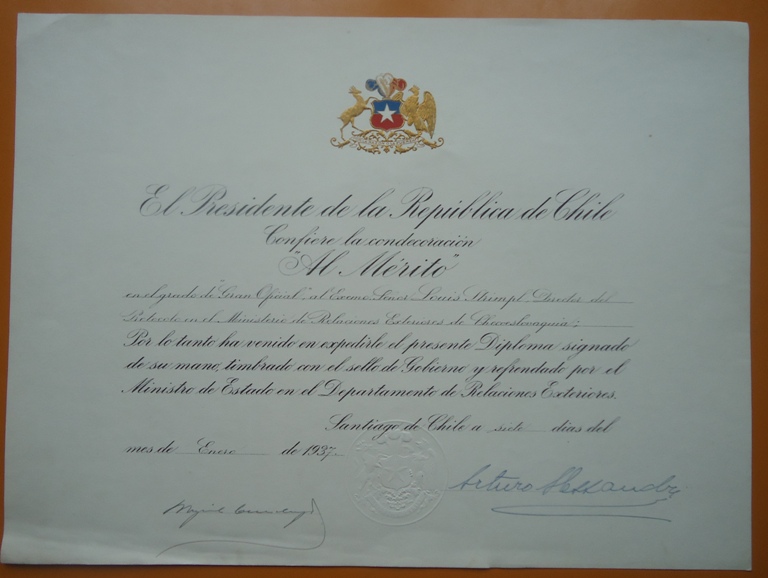 El Presidente de la República de Chile
Confiere la condecoración
"Al Mérito"
en el grado de "Gran Oficial" al Excmo. Señor Louis Strimpl, Director del
Protocolo en el Ministerio de Relaciones Exteriores de Checoslovaquia;
Por lo tanto ha venido en expedirle el presente Diploma signado
de su mano, timbrado con el sello de Gobierno y refrendado por el
Ministro de Estado en el Departamento de Relaciones Exteriores.
Santiago de Chile a siete días del
mes de Enero de 1937.
Arturo Alessandri